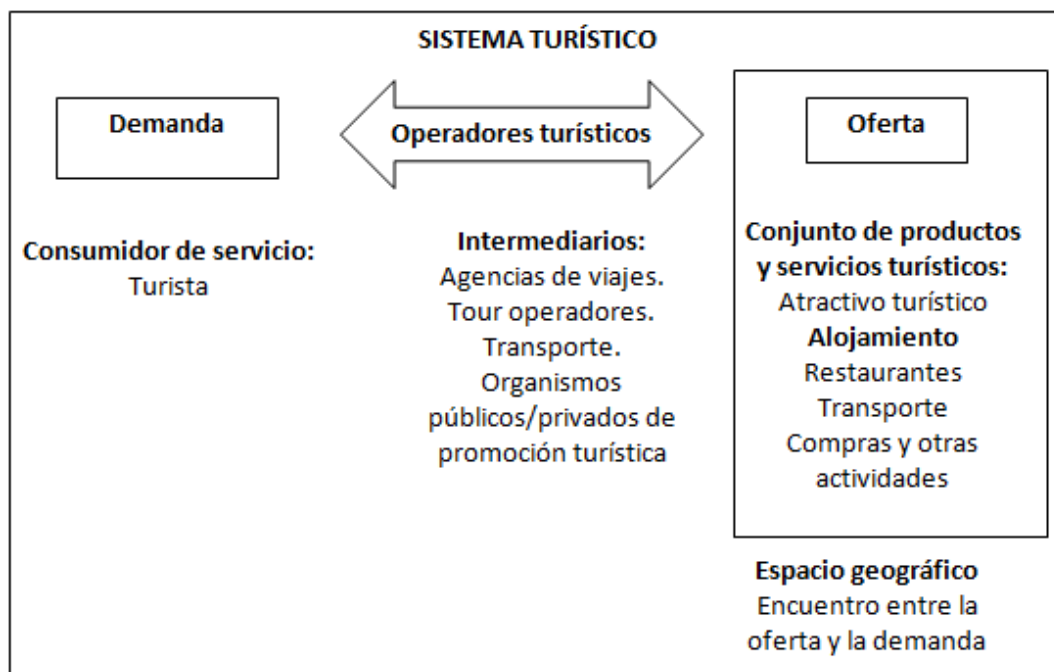 SISTEMA TURÍSTICO
Demanda
Operadores turísticos
Oferta
Consumidor de servicio:
Turista
Intermediarios:
Agencias de viajes.
Tour operadores.
Transporte.
Organismos
públicos/privados de
promoción turística
Conjunto de productos
y servicios turísticos:
Atractivo turístico
Alojamiento
Restaurantes
Transporte
Compras y otras
actividades
Espacio geográfico
Encuentro entre la
oferta y la demanda